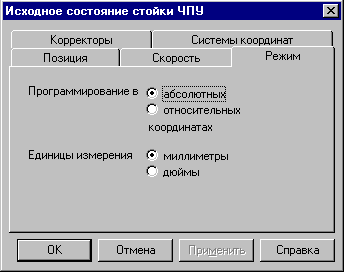 Исходное состояние стойки ЧПУ
Корректоры
Системы координат
Позиция
Скорость
Режим
Программирование в
абсолютных
относительных
координатах
Единицы измерения
миллиметры
дюймы
OK
Отмена
Применить
Справка